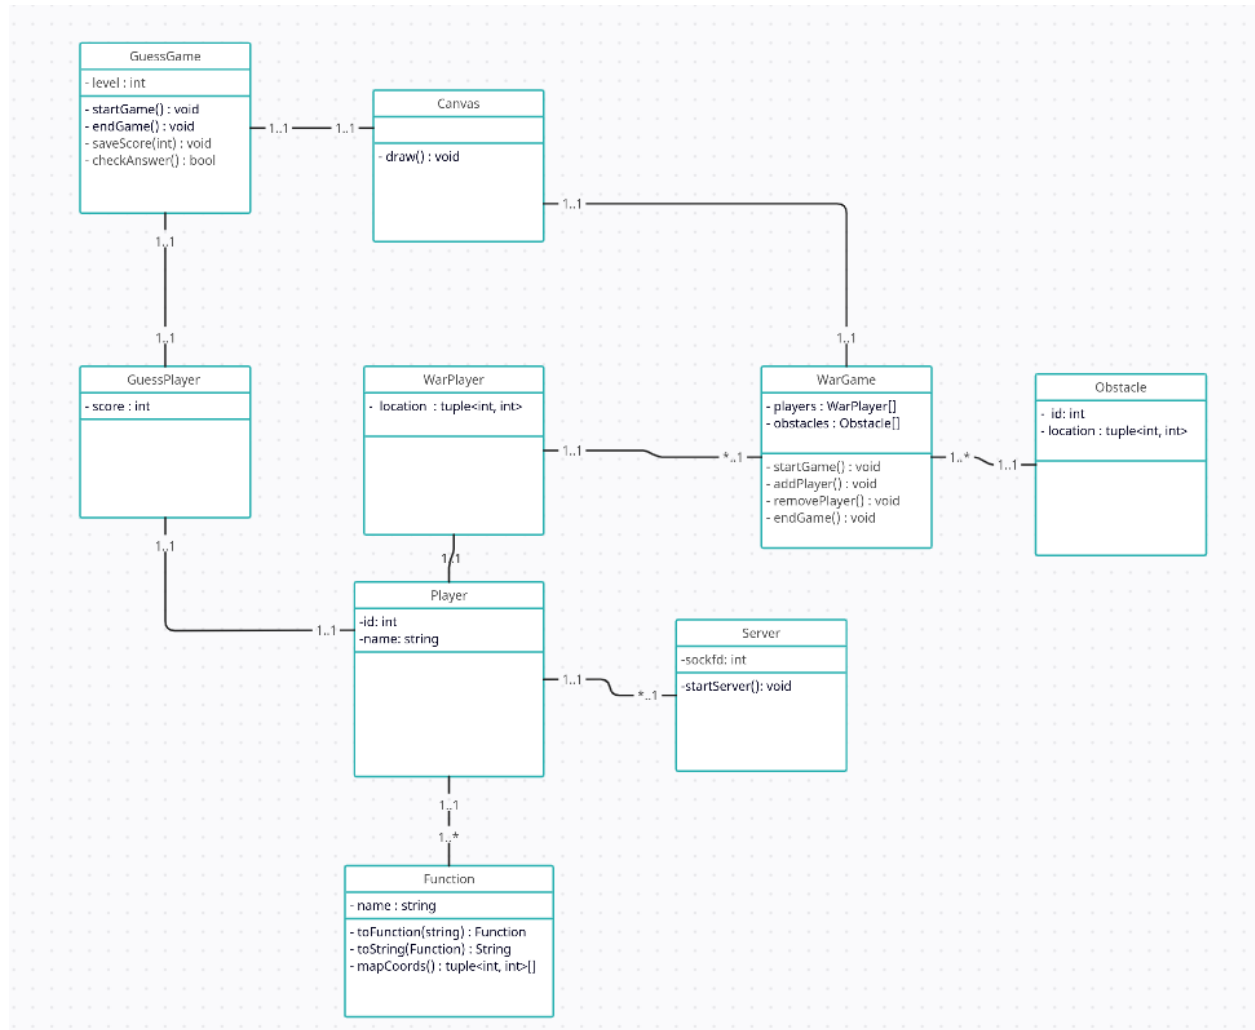 GuessGame
- level : int
- startGame() : void
- endGame() : void
- saveScore(int) : void
- checkAnswer() : bool
1..1
1..1
Canvas
- draw() : void
1..1
1..1
1..1
1..1
GuessPlayer
- score : int
WarPlayer
- location : tuple<int, int>
WarGame
- players : WarPlayer[]
- obstacles : Obstacle[]
- startGame() : void
- addPlayer() : void
- removePlayer() : void
- endGame() : void
Obstacle
- id: int
- location : tuple<int, int>
1..1
*..1
1..*
1..1
1..1
1..1
1..1
Player
-id: int
-name: string
Server
-sockfd: int
-startServer(): void
1..1
*..1
1..1
1..*
Function
- name : string
- toFunction(string) : Function
- toString(Function) : String
- mapCoords() : tuple<int, int>[]